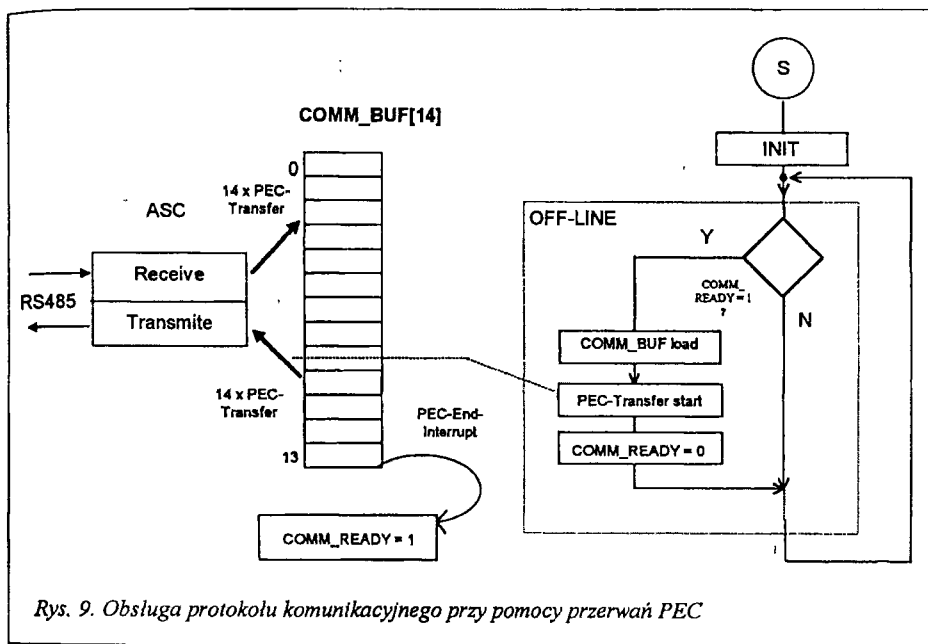 S
COMM_BUF[14]
INIT
0
14 x PEC-
Transfer
ASC
OFF-LINE
Y
Receive
COMM_
READY = 1
?
RS485
N
Transmite
COMM_BUF load
14 x PEC-
Transfer
PEC-End-
Interrupt
PEC-Transfer start
13
COMM_READY = 0
COMM_READY = 1
Rys. 9. Obsługa protokołu komunikacyjnego przy pomocy przerwań PEC